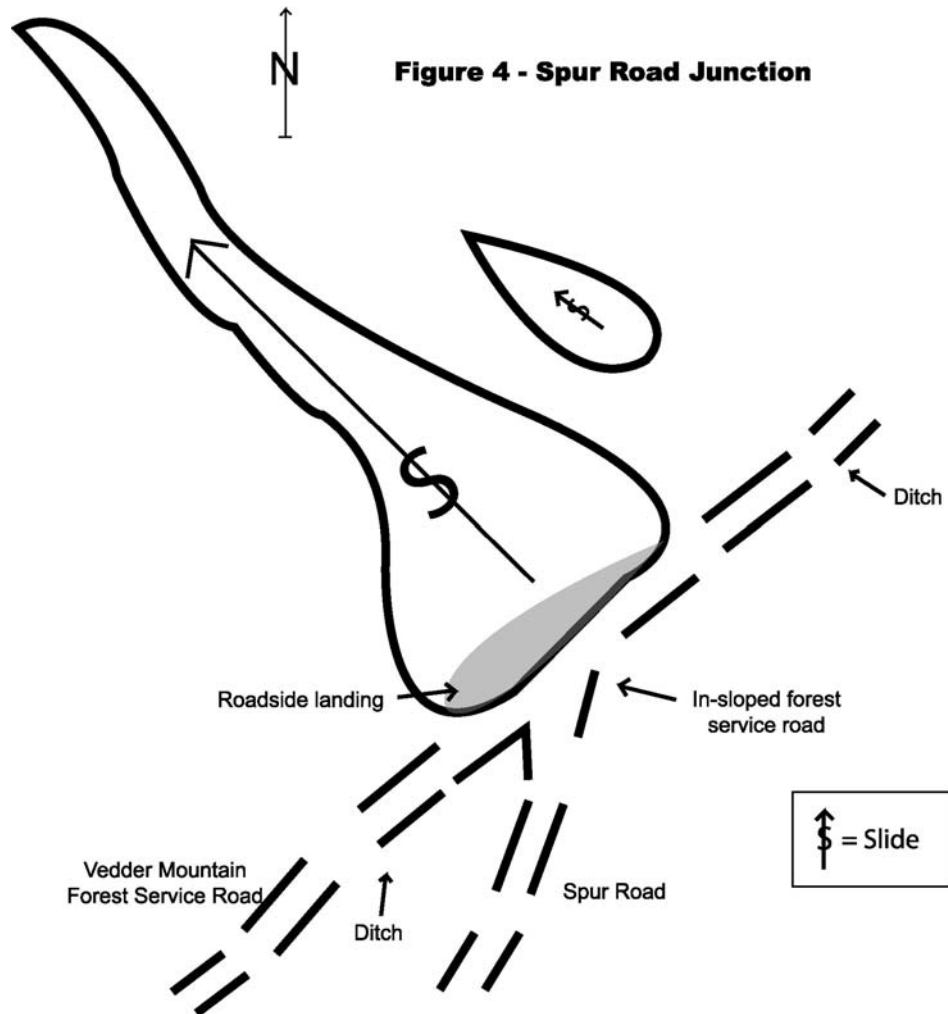 N
Figure 4 - Spur Road Junction
S
S
Ditch
Roadside landing
In-sloped forest
service road
Vedder Mountain
Forest Service Road
Ditch
Spur Road
S = Slide